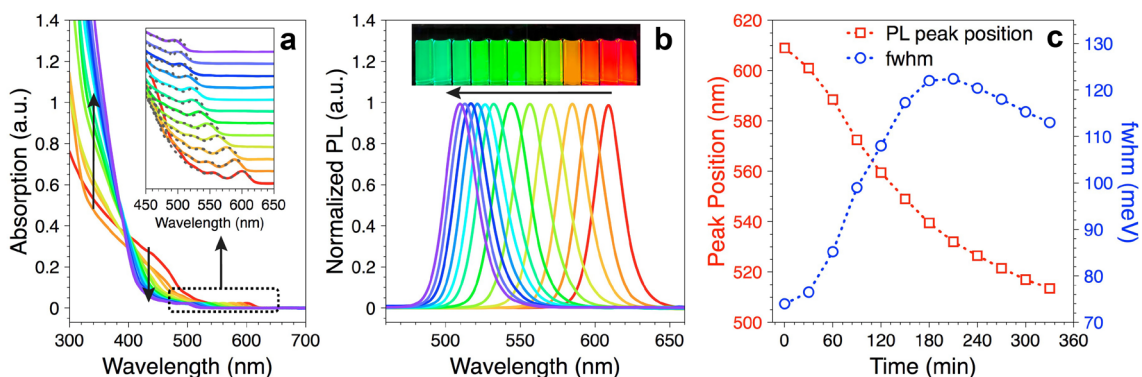 a
Absorption (a.u.)
1.4
1.2
1
0.8
0.6
0.4
0.2
0
300 400 500 600 700
Wavelength (nm)
450 500 550 600 650
Wavelength (nm)
b
Normalized PL (a.u.)
1.4
1.2
1
0.8
0.6
0.4
0.2
0
500 550 600 650
Wavelength (nm)
c
PL peak position
fwhm
Peak Position (nm)
620
600
580
560
540
520
500
0 60 120 180 240 300 360
Time (min)
130
120
110
100
90
80
70
fwhm (meV)